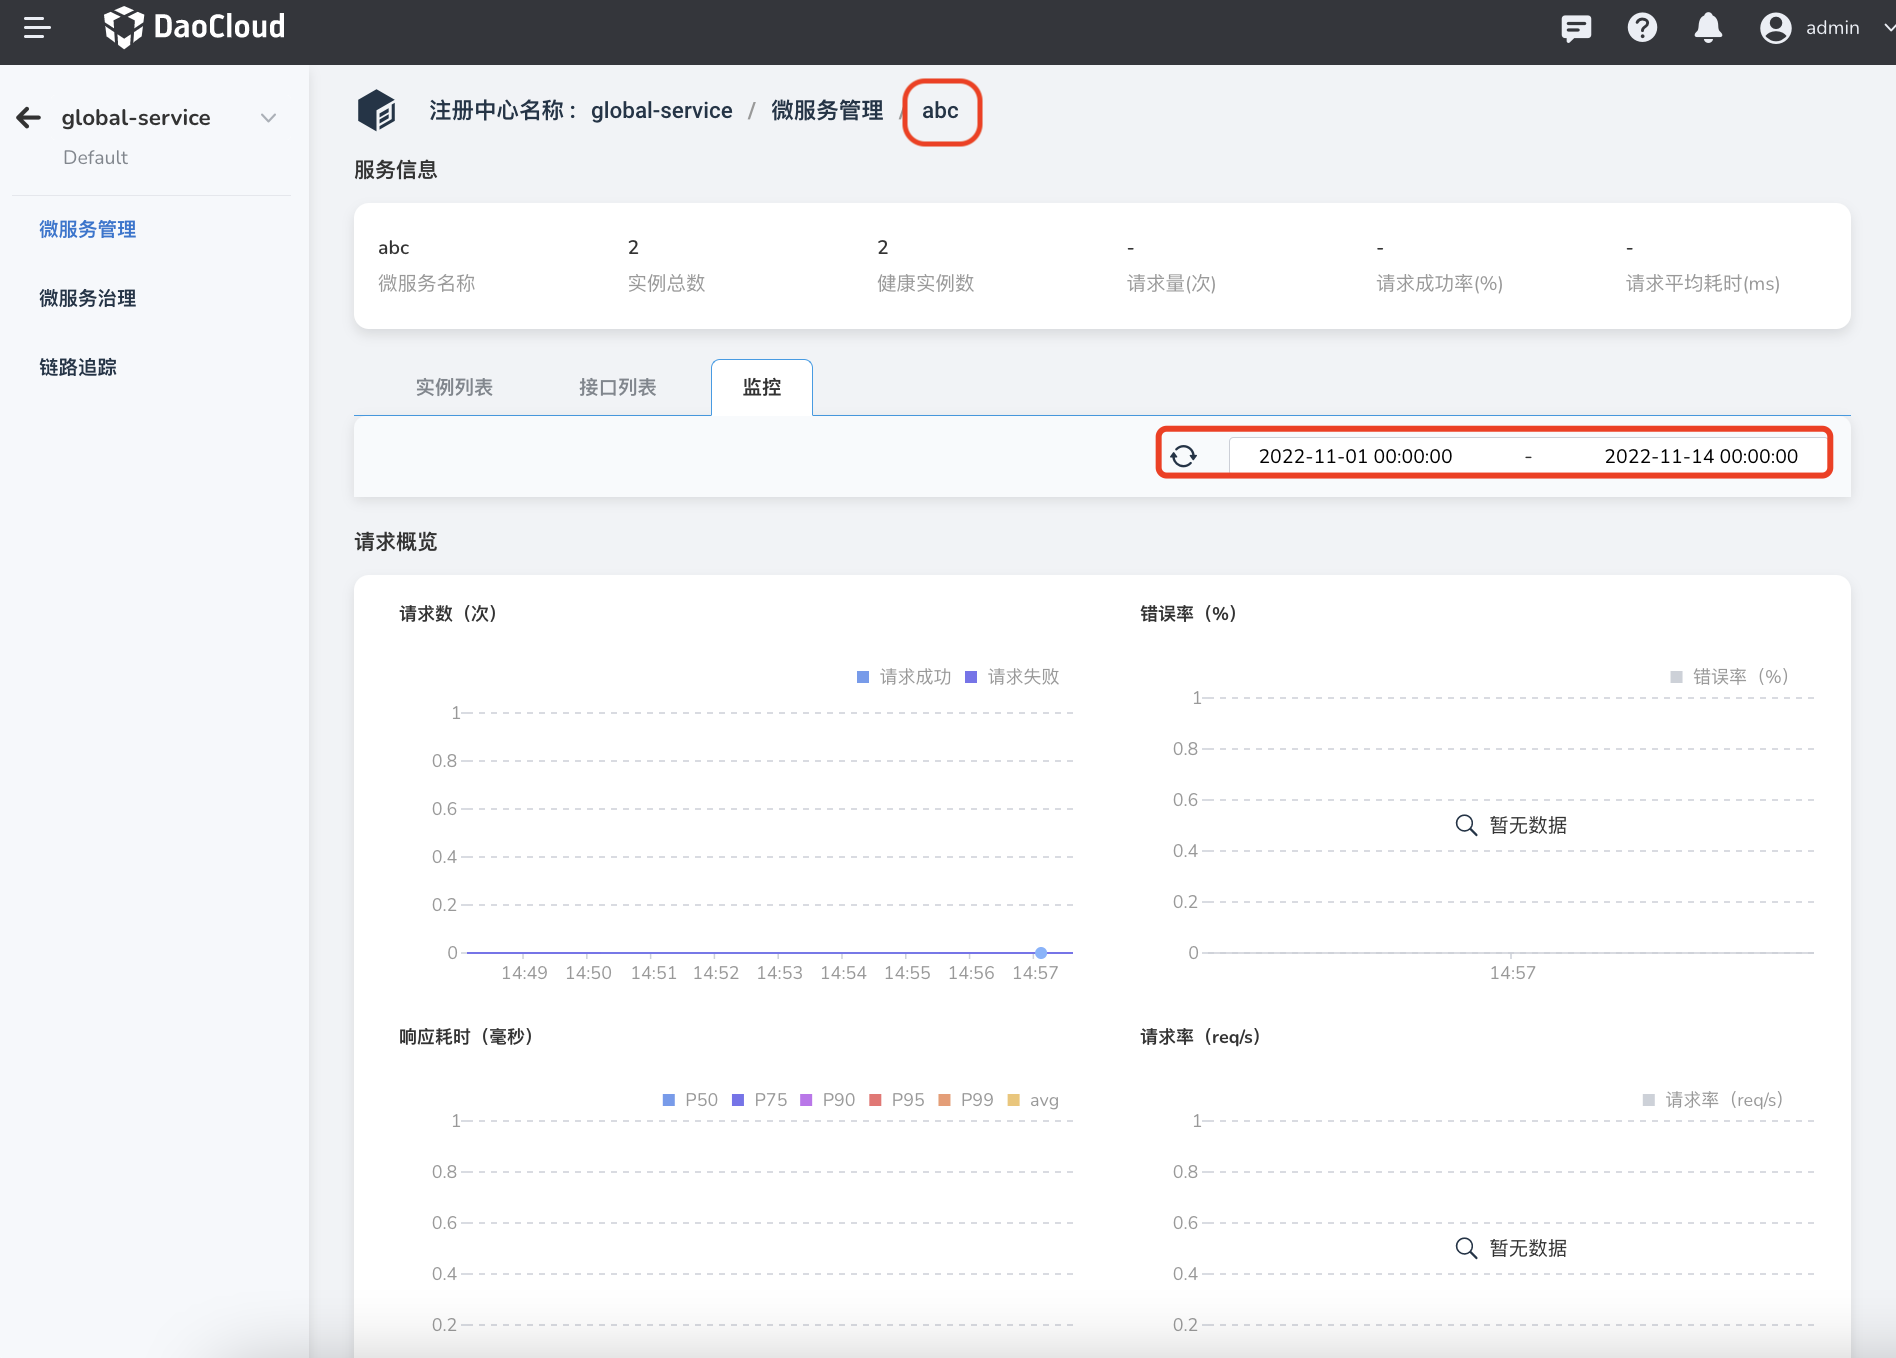 DaoCloud
admin
global-service
Default
微服务管理
微服务治理
链路追踪
注册中心名称： global-service / 微服务管理 / abc
服务信息
abc 2 2 - - -
微服务名称 实例总数 健康实例数 请求量(次) 请求成功率(%) 请求平均耗时(ms)
实例列表 接口列表 监控
2022-11-01 00:00:00 - 2022-11-14 00:00:00
请求概览
请求数（次）
请求成功 请求失败
1
0.8
0.6
0.4
0.2
0
14:49 14:50 14:51 14:52 14:53 14:54 14:55 14:56 14:57
错误率（%）
错误率（%）
1
0.8
0.6
暂无数据
0.4
0.2
0
14:57
响应耗时（毫秒）
P50 P75 P90 P95 P99 avg
1
0.8
0.6
0.4
0.2
请求率（req/s）
请求率（req/s）
1
0.8
0.6
暂无数据
0.4
0.2